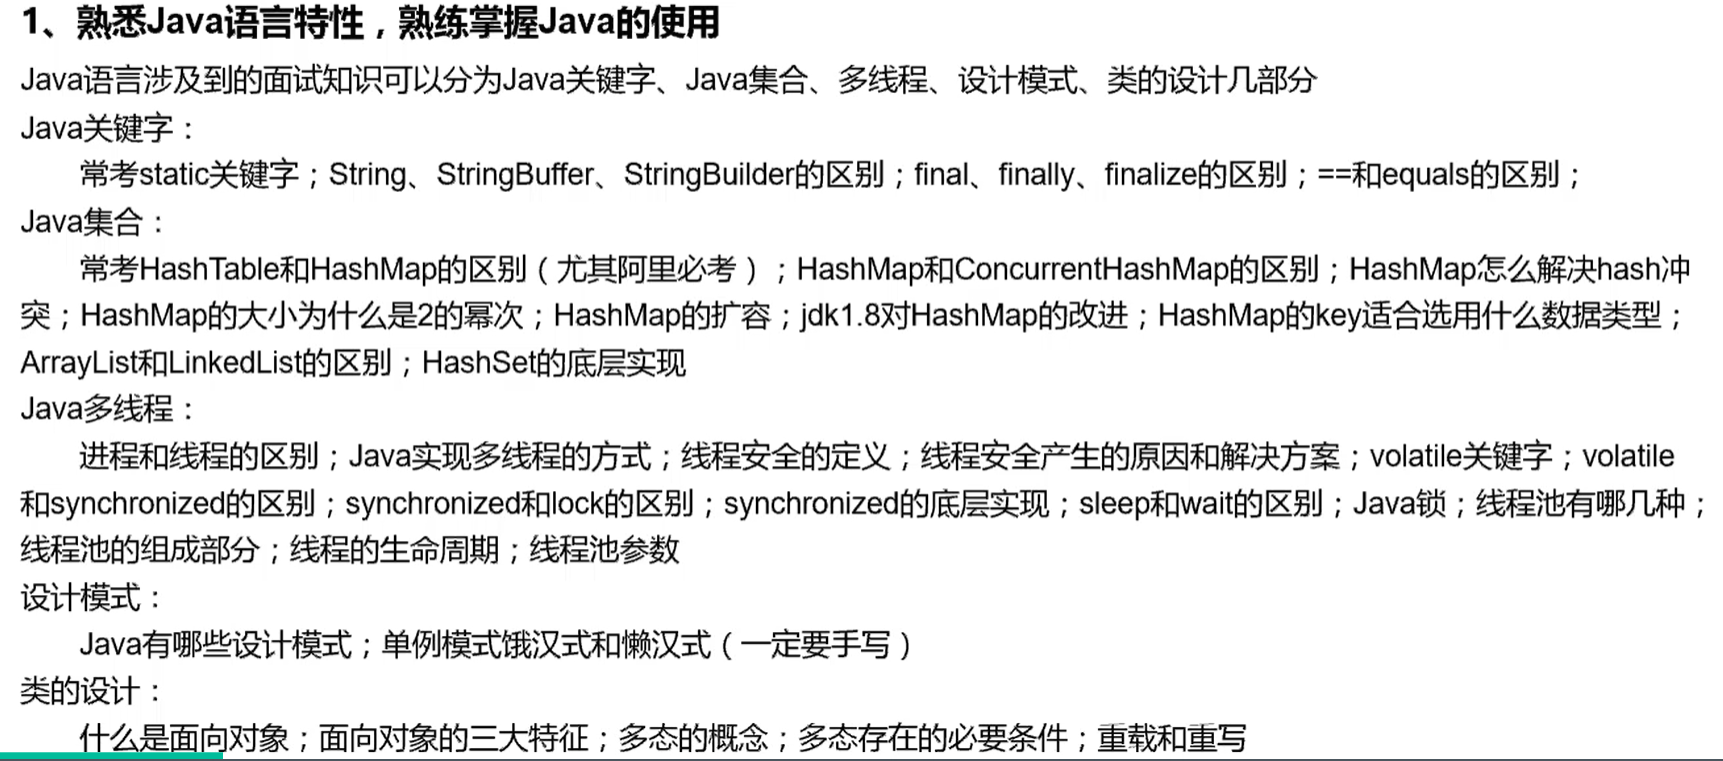 1、熟悉Java语言特性，熟练掌握Java的使用
Java语言涉及到的面试知识可以分为Java关键字、Java集合、多线程、设计模式、类的设计几部分
Java关键字：
常考static关键字；String、StringBuffer、StringBuilder的区别；final、finally、finalize的区别；==和equals的区别；
Java集合：
常考HashTable和HashMap的区别（尤其阿里必考）；HashMap和ConcurrentHashMap的区别；HashMap怎么解决hash冲
突；HashMap的大小为什么是2的幂次；HashMap的扩容；jdk1.8对HashMap的改进；HashMap的key适合选用什么数据类型；
ArrayList和LinkedList的区别；HashSet的底层实现
Java多线程：
进程和线程的区别；Java实现多线程的方式；线程安全的定义；线程安全产生的原因和解决方案；volatile关键字；volatile
和synchronized的区别；synchronized和lock的区别；synchronized的底层实现；sleep和wait的区别；Java锁；线程池有哪几种；
线程池的组成部分；线程的生命周期；线程池参数
设计模式：
Java有哪些设计模式；单例模式饿汉式和懒汉式（一定要手写）
类的设计：
什么是面向对象；面向对象的三大特征；多态的概念；多态存在的必要条件；重载和重写